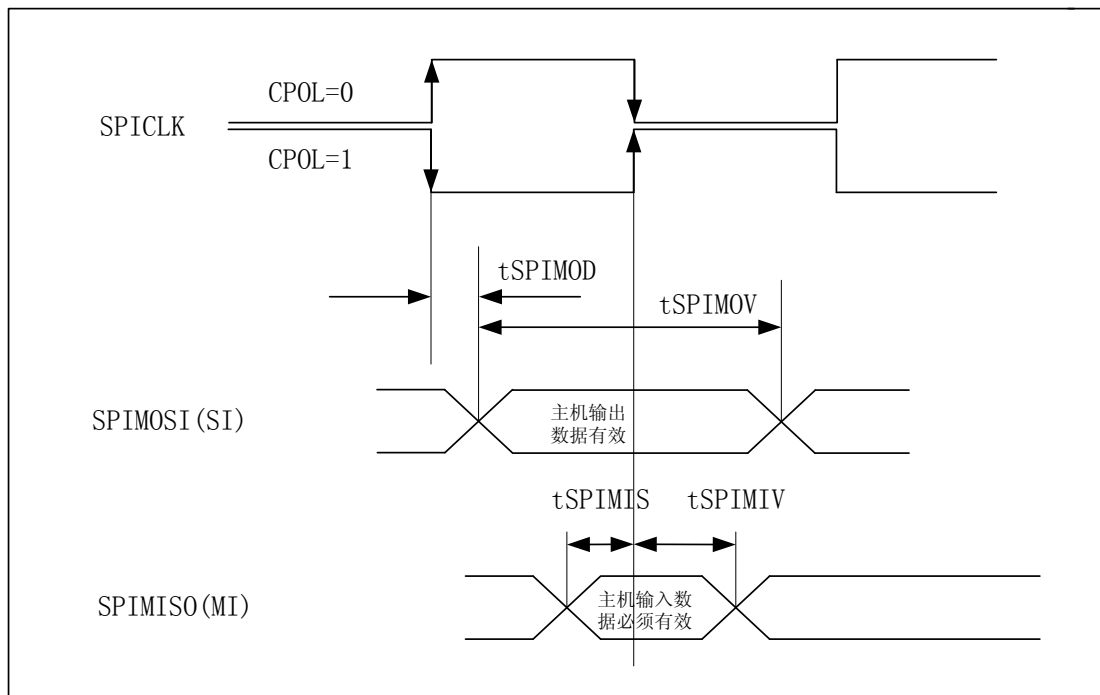 CPOL=0
SPICLK
CPOL=1
tSPIMOD
tSPIMOV
SPIMOSI(SI)
主机输出
数据有效
tSPIMIS
tSPIMIV
SPIMISO(MI)
主机输入数
据必须有效